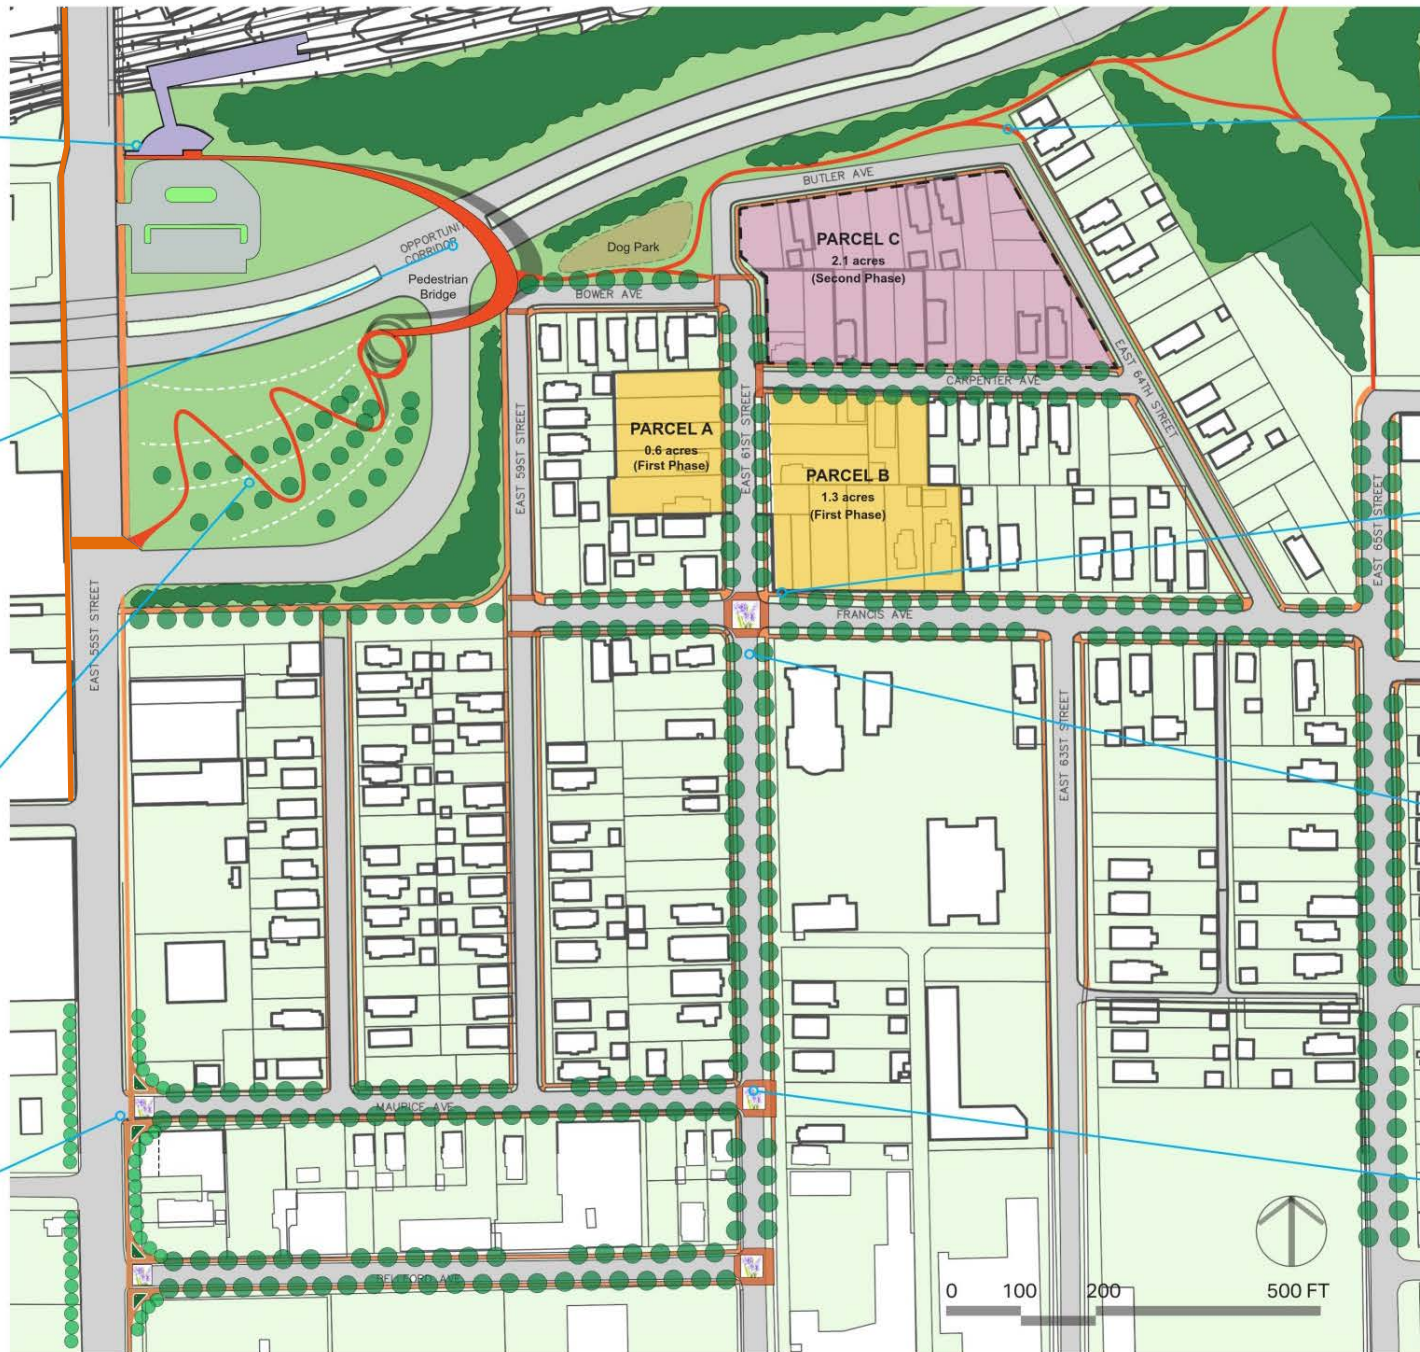 BUTLER AVE
PARCEL C
2.1 acres
(Second Phase)
OPPORTUNI
CORRIDOR
Dog Park
Pedestrian
Bridge
BOWER AVE
EAST 64TH STREET
CARPENTER AVE
EAST 59ST STREET
PARCEL A
0.6 acres
(First Phase)
EAST 61ST STREET
PARCEL B
1.3 acres
(First Phase)
EAST 65ST STREET
FRANCIS AVE
EAST 55ST STREET
EAST 63ST STREET
MAURICE AVE
BELLFORD AVE
0 100 200 500 FT